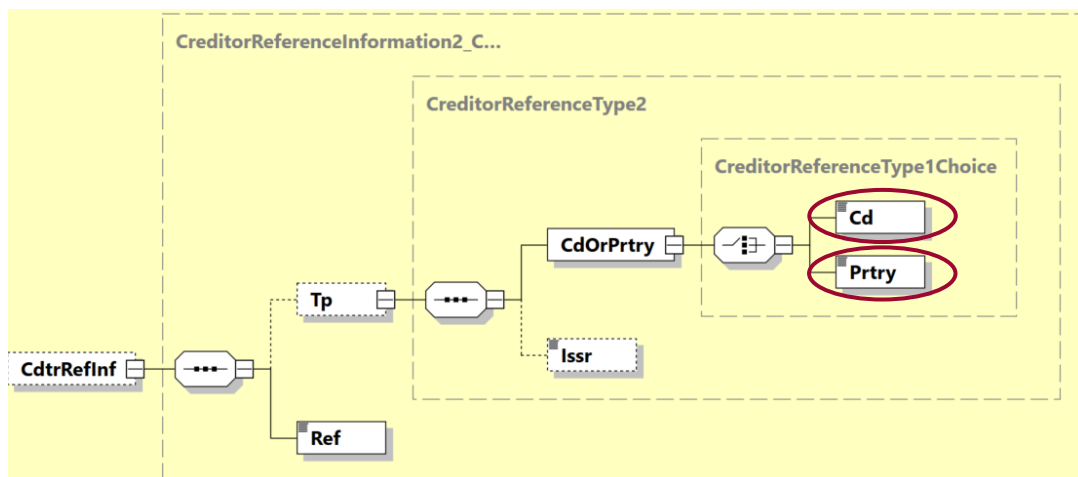 CreditorReferenceInformation2_C...
CreditorReferenceType2
CreditorReferenceType1Choice
Cd
CdOrPrtry
Prtry
Tp
Issr
CdtrRefInf
Ref